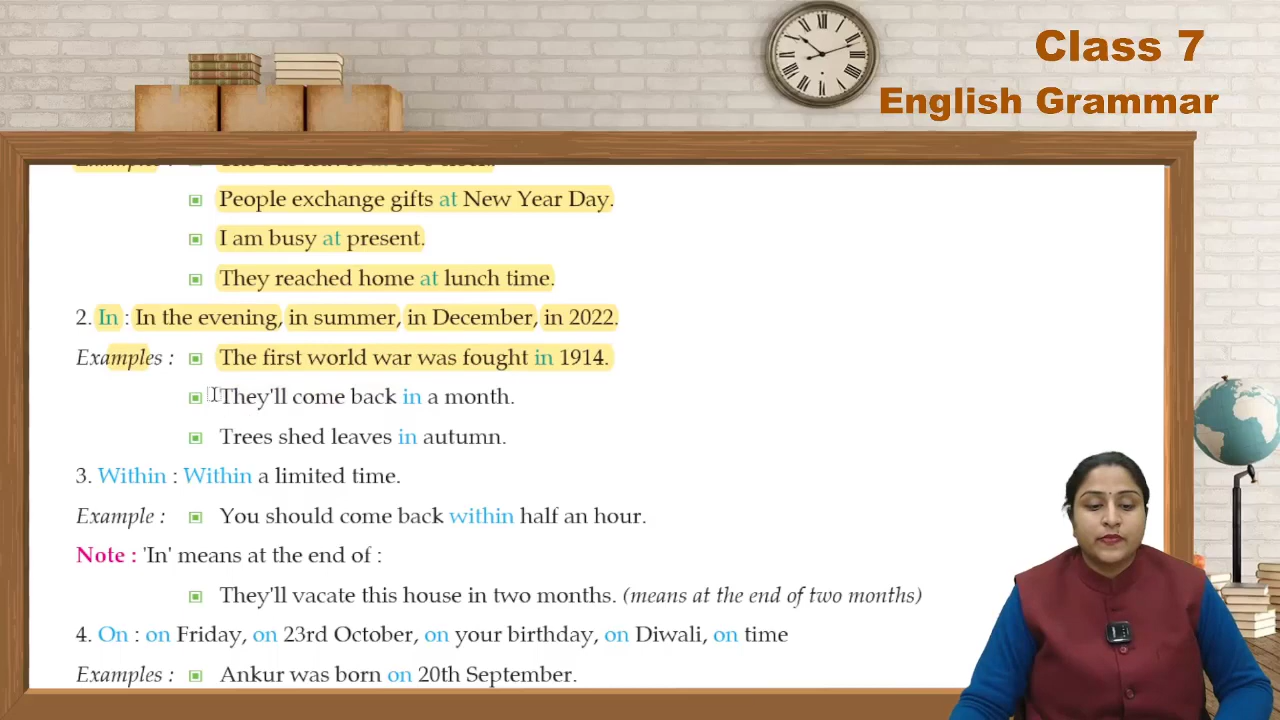 Class 7
English Grammar
People exchange gifts at New Year Day.
I am busy at present.
They reached home at lunch time.
2. In : In the evening, in summer, in December, in 2022.
Examples : The first world war was fought in 1914.
They'll come back in a month.
Trees shed leaves in autumn.
3. Within : Within a limited time.
Example : You should come back within half an hour.
Note : 'In' means at the end of :
They'll vacate this house in two months. (means at the end of two months)
4. On : on Friday, on 23rd October, on your birthday, on Diwali, on time
Examples : Ankur was born on 20th September.